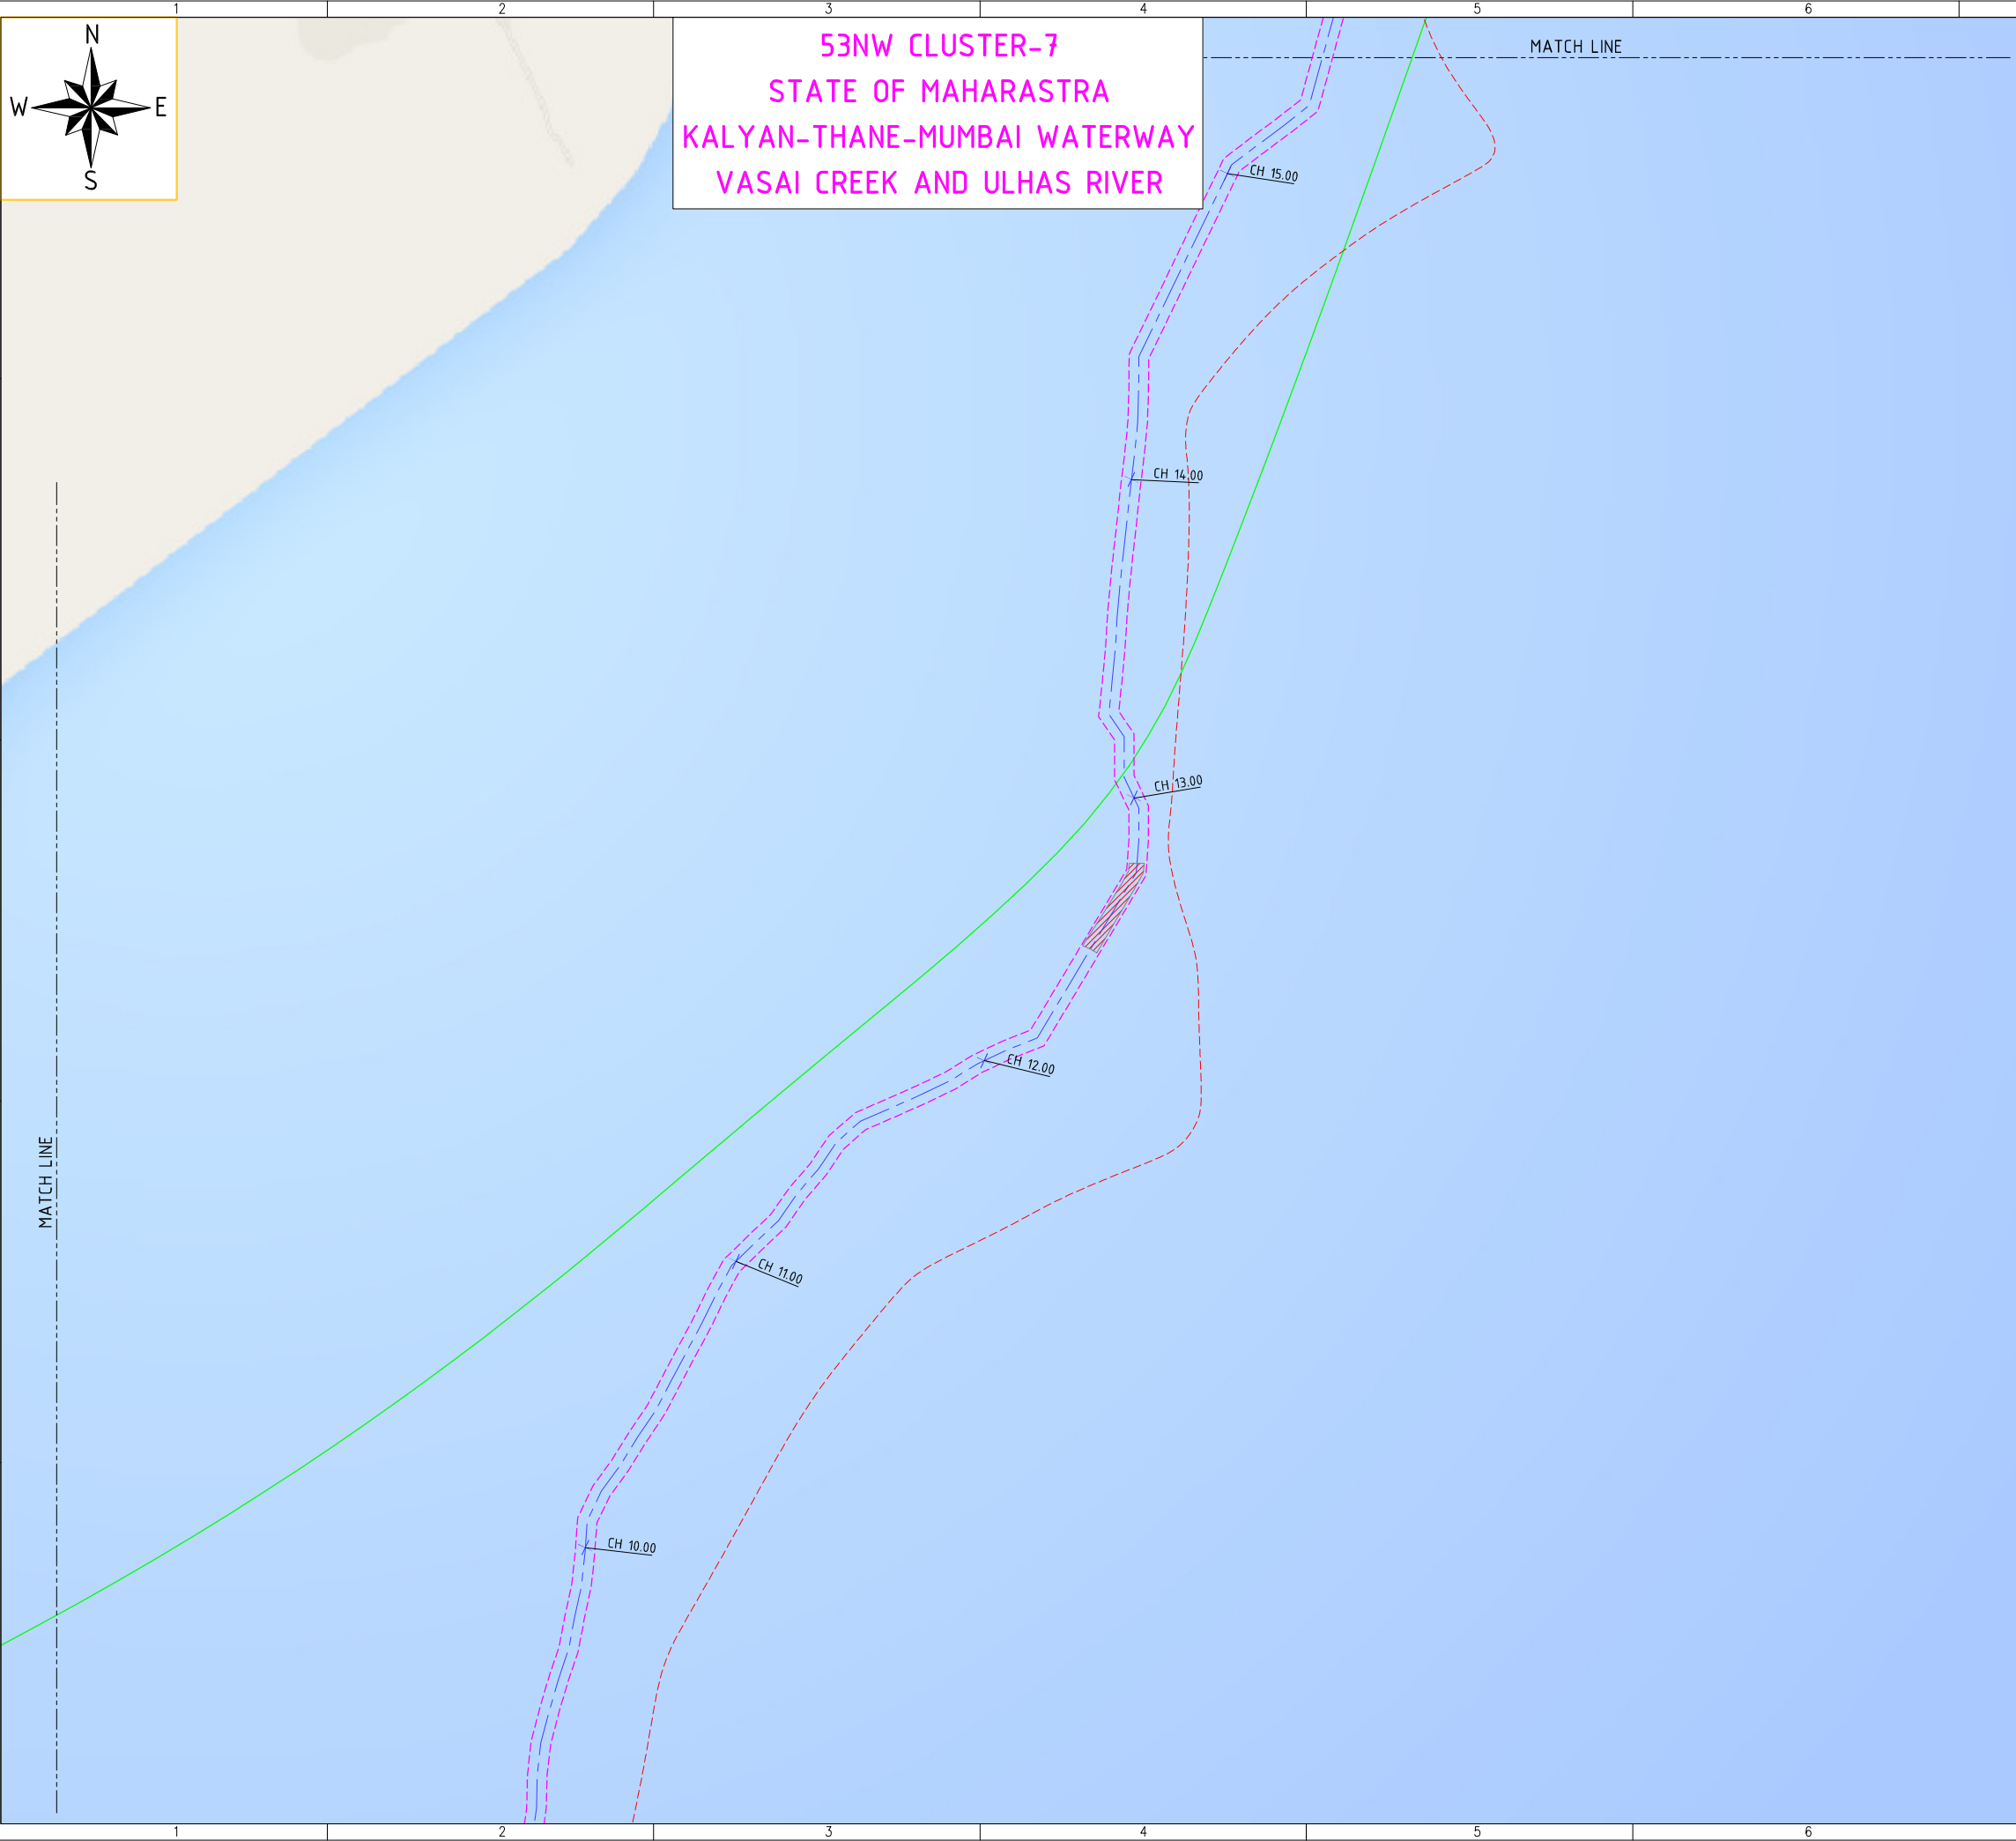 1 2 3 4 5 6
N
W E
S
53NW CLUSTER-7
STATE OF MAHARASTRA
KALYAN-THANE-MUMBAI WATERWAY
VASAI CREEK AND ULHAS RIVER
MATCH LINE
CH 15.00
CH 14.00
CH 13.00
CH 12.00
MATCH LINE
CH 11.00
CH 10.00
1 2 3 4 5 6